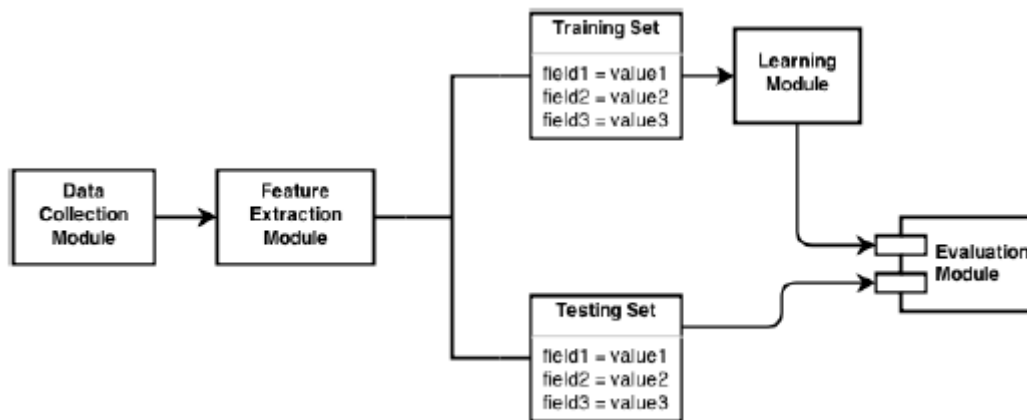 Data
Collection
Module
Feature
Extraction
Module
Training Set
field1 = value1
field2 = value2
field3 = value3
Learning
Module
Testing Set
field1 = value1
field2 = value2
field3 = value3
Evaluation
Module